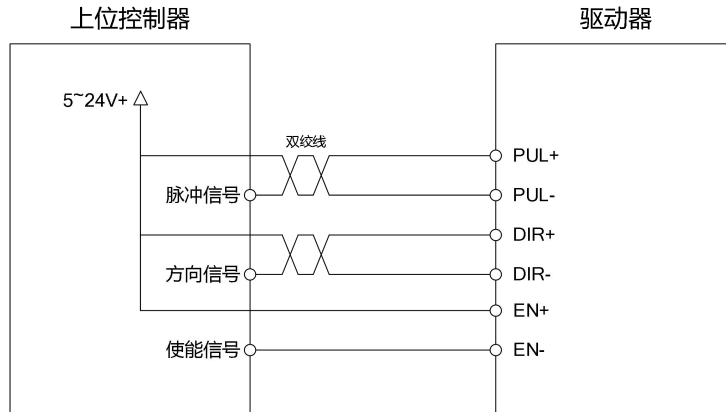 上位控制器 驱动器
5~24V+
双绞线
PUL+
脉冲信号 PUL-
DIR+
方向信号 DIR-
EN+
使能信号 EN-